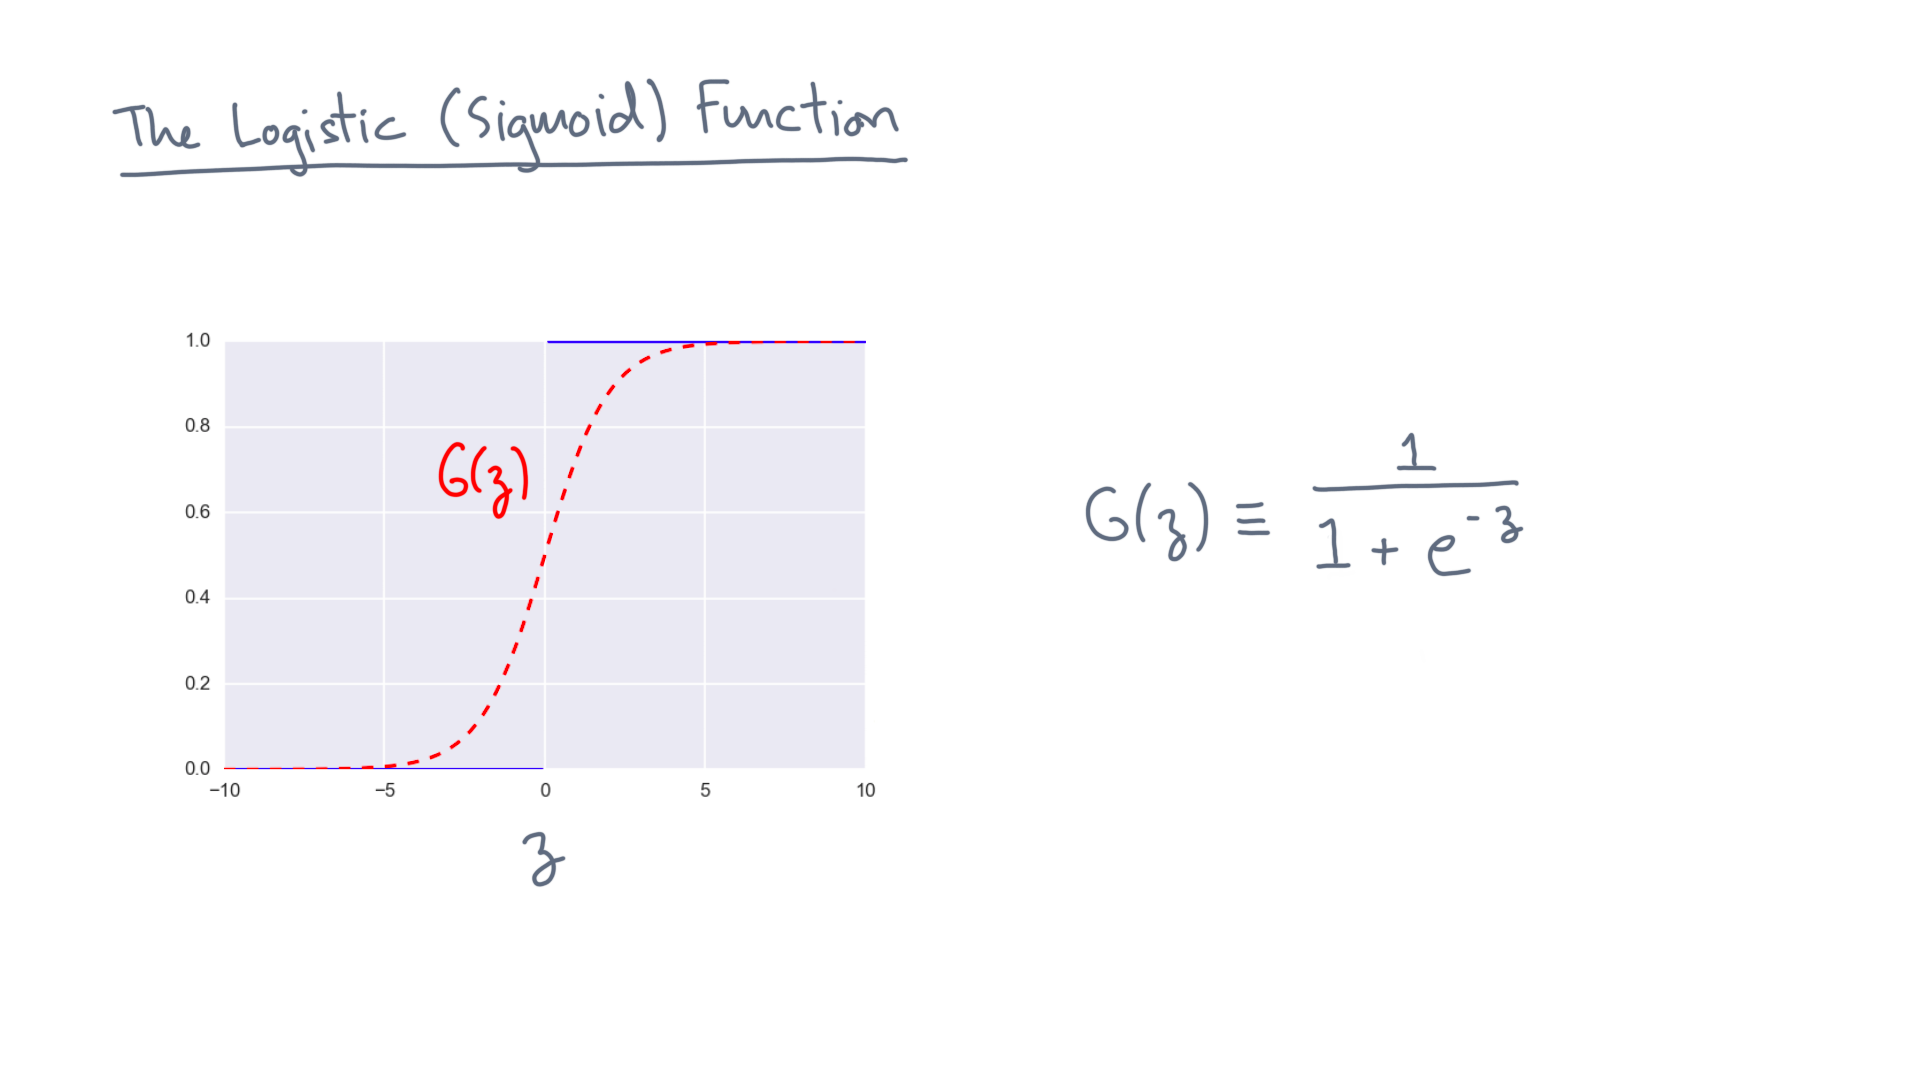 The Logistic (Sigmoid) Function
1.0
0.8
G(z)
0.6
0.4
0.2
0.0
−10 −5 0 5 10
z
G(z) ≡ 1 / (1 + e^-z)